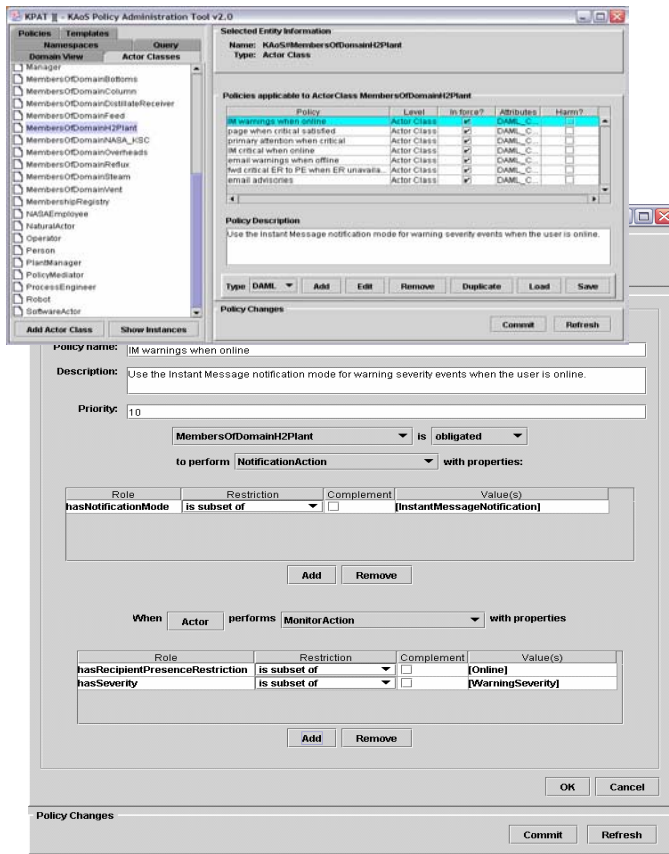 KPAT - KAoS Policy Administration Tool v2.0
Policies Templates
Namespaces Query
Domain View Actor Classes
Manager
MembersOfDomainBottoms
MembersOfDomainColumn
MembersOfDomainDistillateReceiver
MembersOfDomainFeed
MembersOfDomainH2Plant
MembersOfDomainNASA_KSC
MembersOfDomainOverheads
MembersOfDomainReflux
MembersOfDomainSteam
MembersOfDomainVent
MembershipRegistry
NASAEmployee
NaturalActor
Operator
Person
PlantManager
PolicyMediator
ProcessEngineer
Robot
SoftwareActor
Add Actor Class Show Instances
Selected Entity Information
Name: KAoS#MembersOfDomainH2Plant
Type: Actor Class
Policies applicable to ActorClass MembersOfDomainH2Plant
Policy Level In force? Attributes Harm?
IM warnings when online Actor Class DAML_C...
page when critical satisfied Actor Class DAML_C...
primary attention when critical Actor Class DAML_C...
IM critical when online Actor Class DAML_C...
email warnings when offline Actor Class DAML_C...
fwd critical ER to PE when ER unavaila... Actor Class DAML_C...
email advisories Actor Class DAML_C...
Policy Description
Use the Instant Message notification mode for warning severity events when the user is online.
Type DAML Add Edit Remove Duplicate Load Save
Policy Changes
Commit Refresh
Policy name: IM warnings when online
Description: Use the Instant Message notification mode for warning severity events when the user is online.
Priority: 10
MembersOfDomainH2Plant is obligated
to perform NotificationAction with properties:
Role Restriction Complement Value(s)
hasNotificationMode is subset of [InstantMessageNotification]
Add Remove
When Actor performs MonitorAction with properties
Role Restriction Complement Value(s)
hasRecipientPresenceRestriction is subset of [Online]
hasSeverity is subset of [WarningSeverity]
Add Remove
OK Cancel
Policy Changes
Commit Refresh